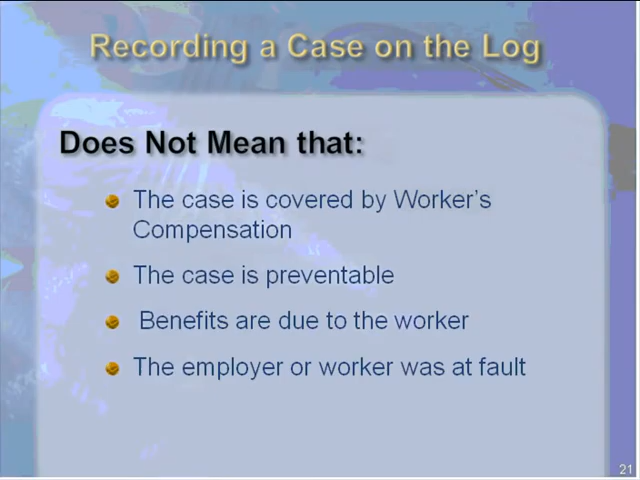 Recording a Case on the Log
Does Not Mean that:
The case is covered by Worker's
Compensation
The case is preventable
Benefits are due to the worker
The employer or worker was at fault
21